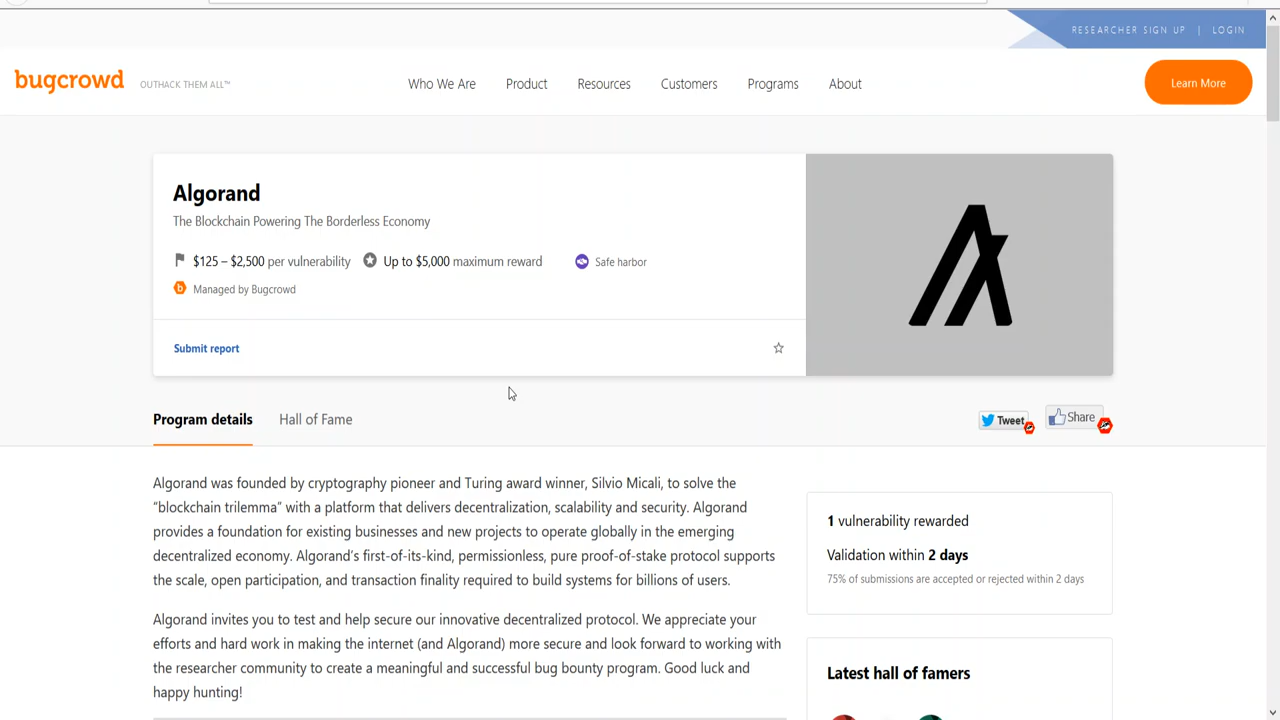 RESEARCHER SIGN UP | LOGIN
bugcrowd OUTHACK THEM ALL™ Who We Are Product Resources Customers Programs About Learn More
Algorand
The Blockchain Powering The Borderless Economy
$125 – $2,500 per vulnerability Up to $5,000 maximum reward Safe harbor
b Managed by Bugcrowd
Submit report
Program details Hall of Fame Tweet Share
Algorand was founded by cryptography pioneer and Turing award winner, Silvio Micali, to solve the
“blockchain trilemma” with a platform that delivers decentralization, scalability and security. Algorand
provides a foundation for existing businesses and new projects to operate globally in the emerging
decentralized economy. Algorand’s first-of-its-kind, permissionless, pure proof-of-stake protocol supports
the scale, open participation, and transaction finality required to build systems for billions of users.
Algorand invites you to test and help secure our innovative decentralized protocol. We appreciate your
efforts and hard work in making the internet (and Algorand) more secure and look forward to working with
the researcher community to create a meaningful and successful bug bounty program. Good luck and
happy hunting!
1 vulnerability rewarded
Validation within 2 days
75% of submissions are accepted or rejected within 2 days
Latest hall of famers